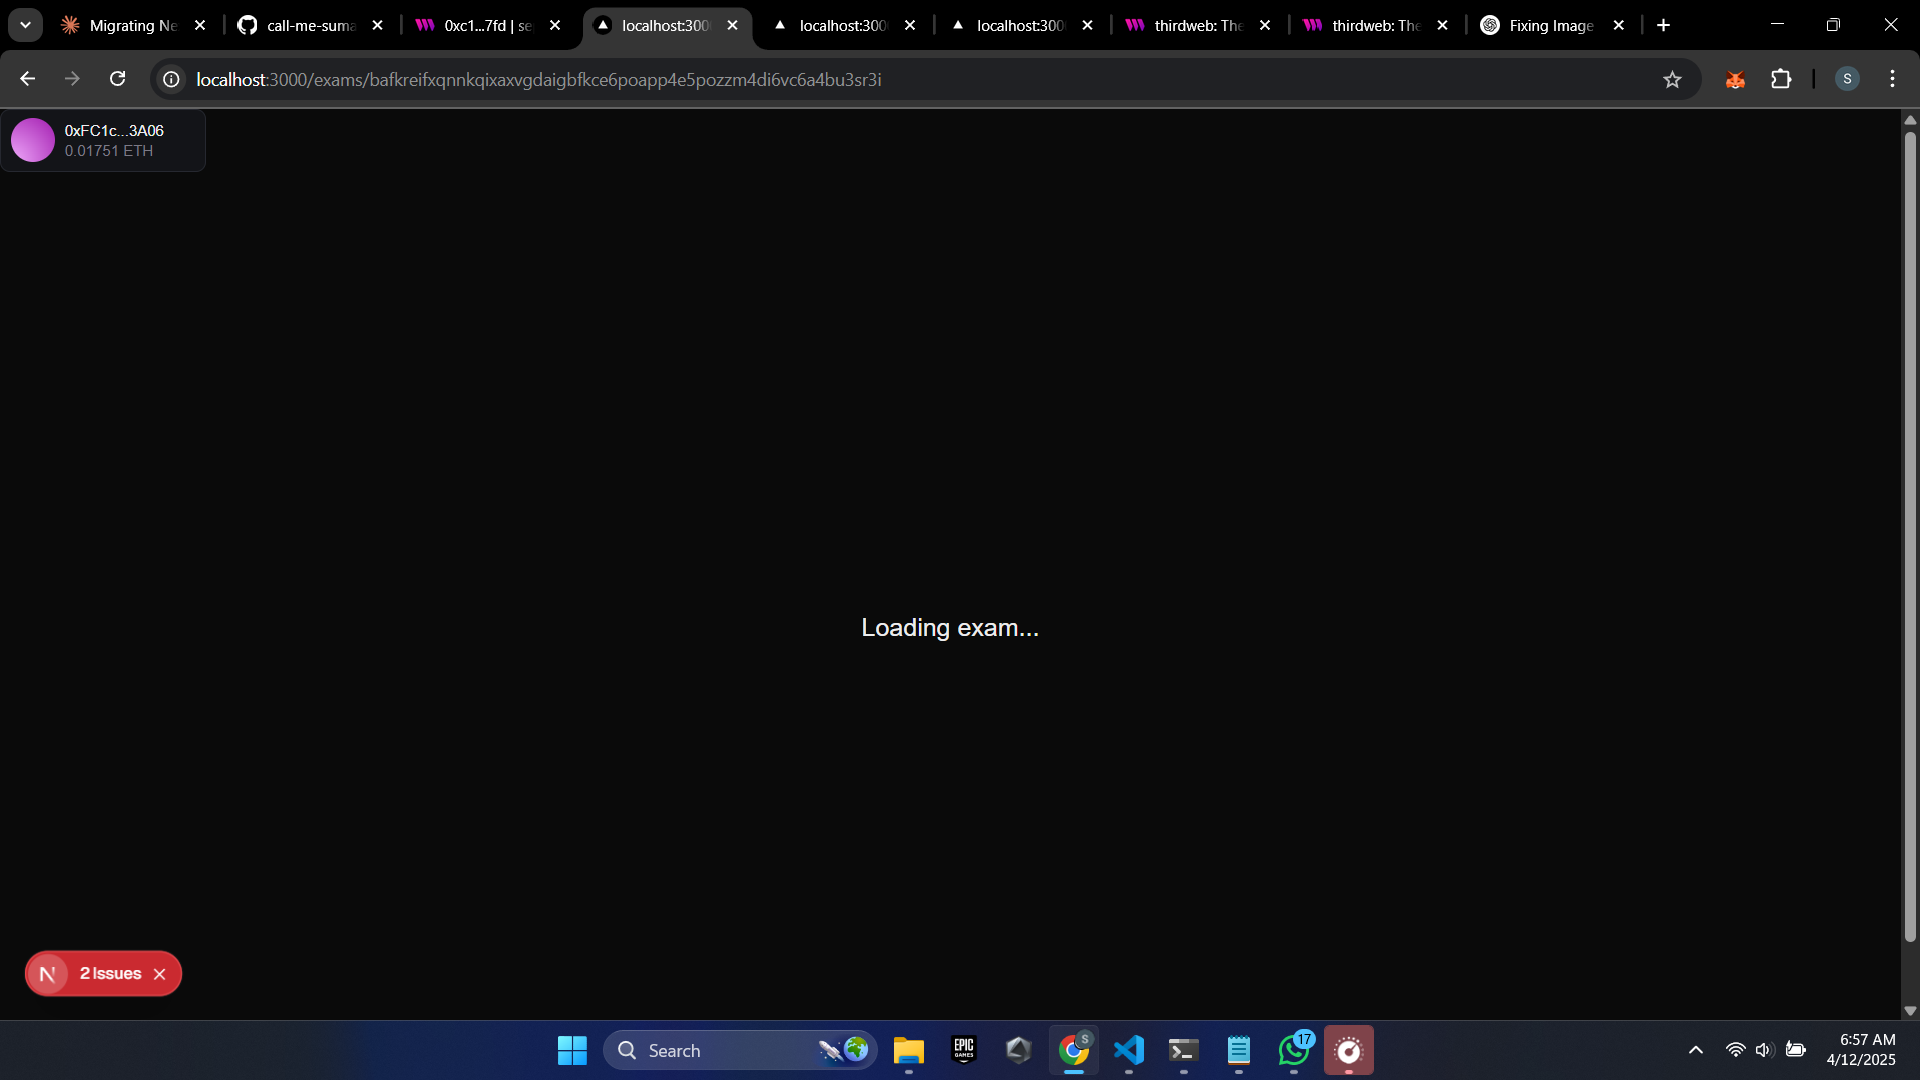 Migrating Ne
call-me-suma
0xc1...7fd | se
localhost:300
localhost:300
localhost:300
thirdweb: The
thirdweb: The
Fixing Image
localhost:3000/exams/bafkreifxqnnkqixaxvgdaigbfkce6poapp4e5pozzm4di6vc6a4bu3sr3i
S
0xFC1c...3A06
0.01751 ETH
Loading exam...
N 2 Issues
Search
EPIC GAMES
S
17
6:57 AM
4/12/2025